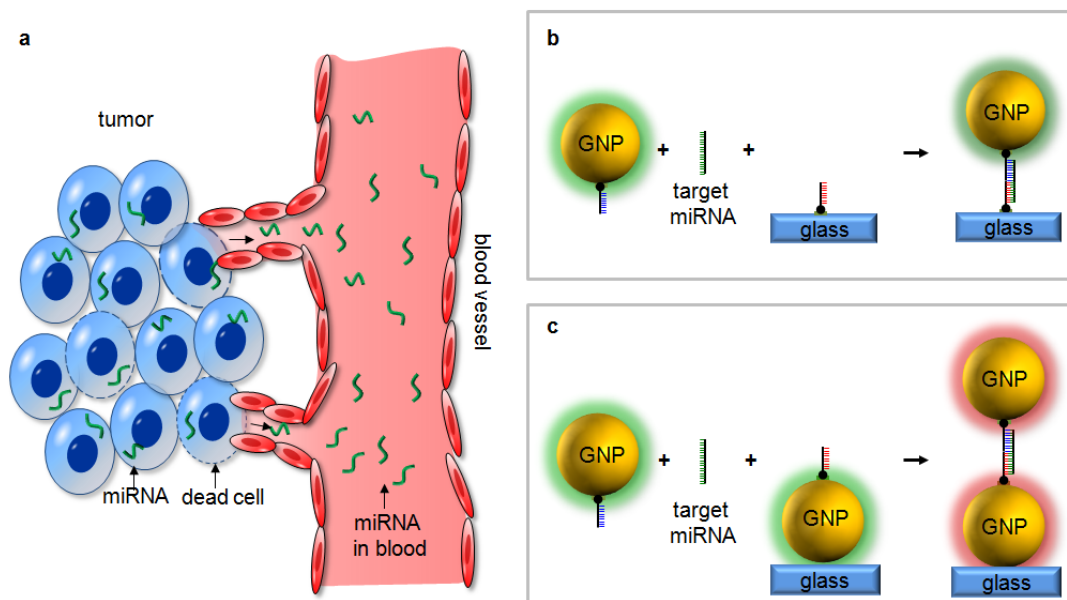 a
tumor
miRNA
dead cell
miRNA
in blood
blood vessel
b
GNP
+
target
miRNA
+
glass
GNP
glass
c
GNP
+
target
miRNA
+
GNP
glass
GNP
GNP
glass